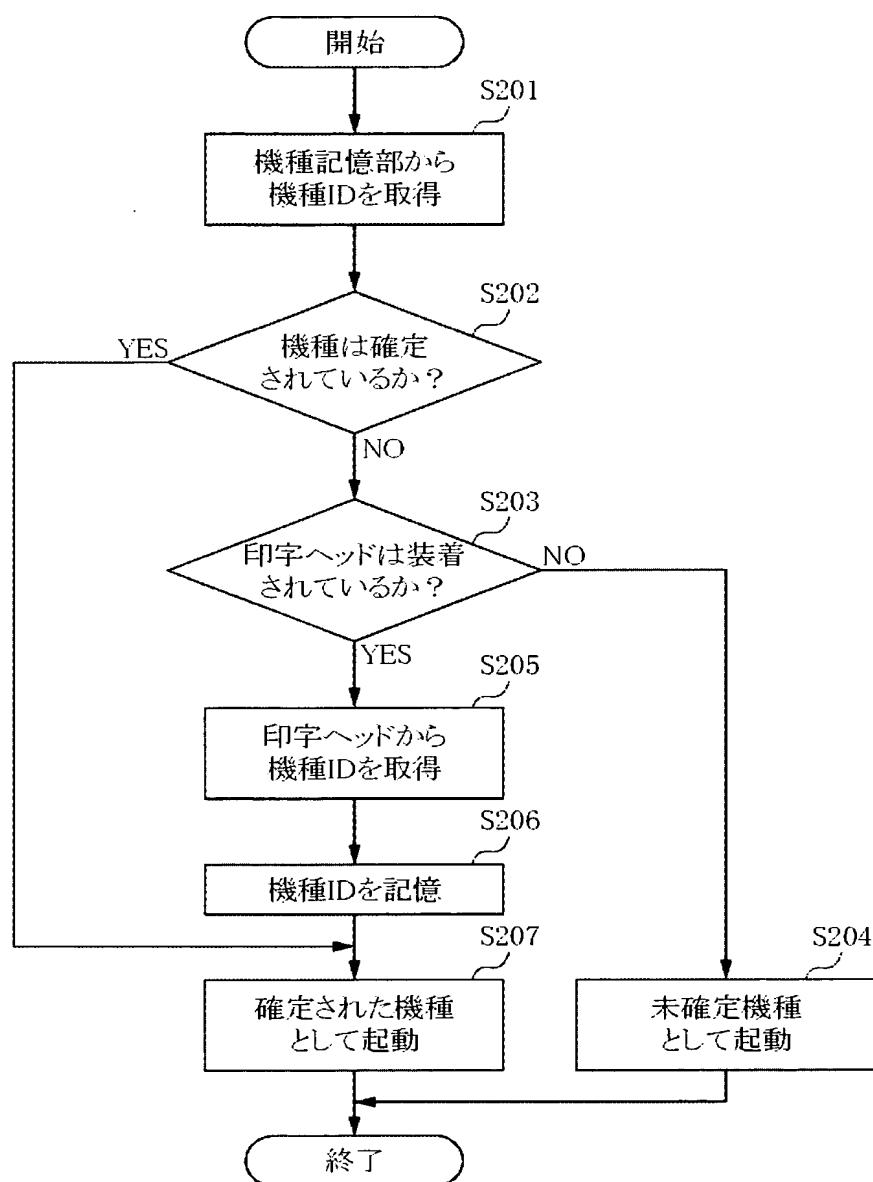 開始
S201
機種記憶部から
機種IDを取得
S202
機種は確定
されているか？
YES
NO
S203
印字ヘッドは装着
されているか？
NO
YES
S205
印字ヘッドから
機種IDを取得
S206
機種IDを記憶
S207
確定された機種
として起動
S204
未確定機種
として起動
終了